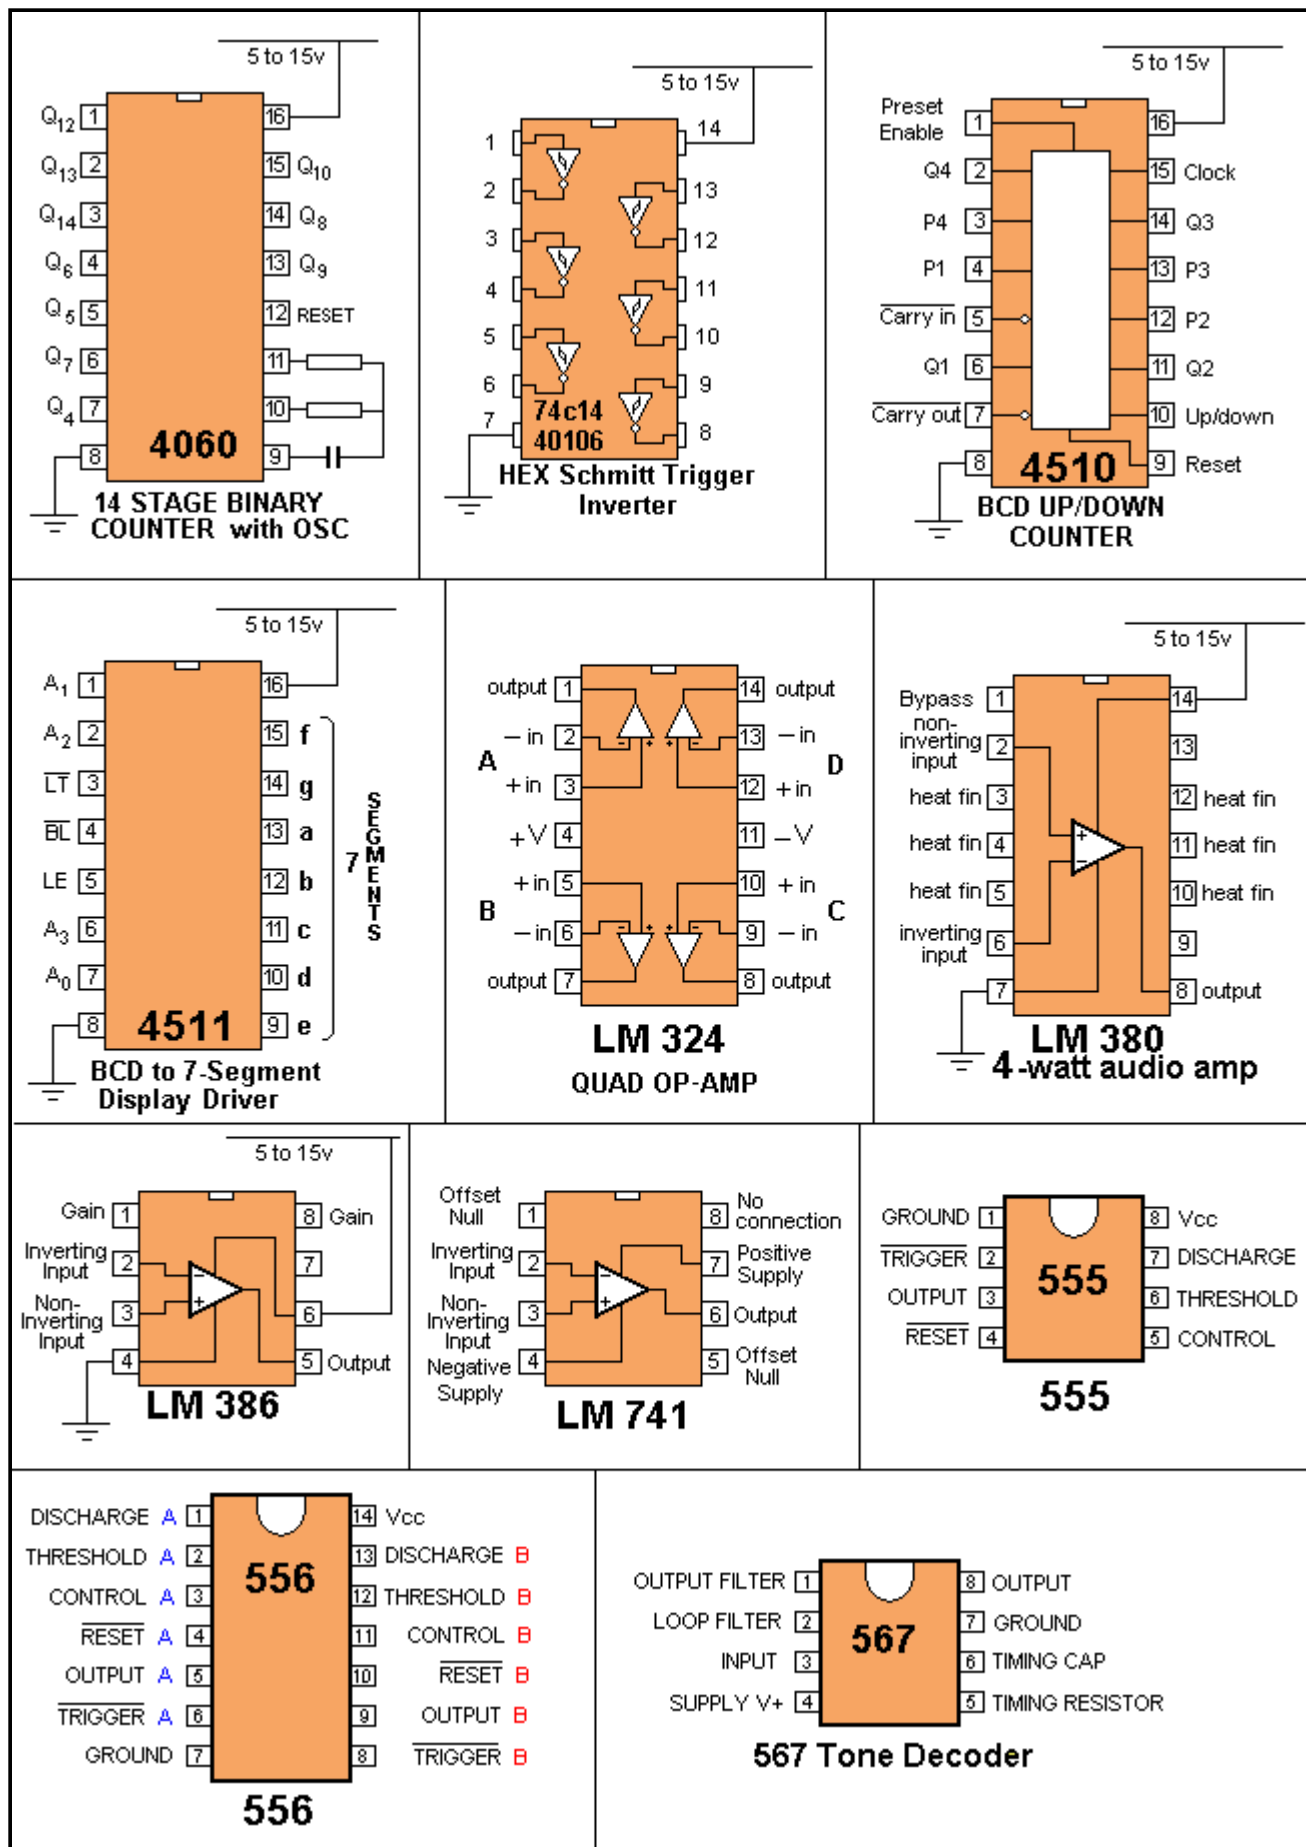 5 to 15v
Q12 1 16
Q13 2 15 Q10
Q14 3 14 Q8
Q6 4 13 Q9
Q5 5 12 RESET
Q7 6 11
Q4 7 10
8 4060 9
14 STAGE BINARY
COUNTER with OSC
5 to 15v
1 14
2 13
3 12
4 11
5 10
6 9
7 8
74c14
40106
HEX Schmitt Trigger
Inverter
5 to 15v
Preset
Enable 1 16
Q4 2 15 Clock
P4 3 14 Q3
P1 4 13 P3
Carry in 5 12 P2
Q1 6 11 Q2
Carry out 7 10 Up/down
8 4510 9 Reset
BCD UP/DOWN
COUNTER
5 to 15v
A1 1 16
A2 2 15 f
LT 3 14 g
BL 4 13 a
LE 5 12 b
A3 6 11 c
A0 7 10 d
8 4511 9 e
7 SEGMENTS
BCD to 7-Segment
Display Driver
output 1 14 output
– in 2 - + + - 13 – in
A D
+ in 3 12 + in
+V 4 11 –V
+ in 5 10 + in
B C
– in 6 - + + - 9 – in
output 7 8 output
LM 324
QUAD OP-AMP
5 to 15v
Bypass 1 14
non-
inverting
input 2 13
heat fin 3 12 heat fin
heat fin 4 + 11 heat fin
heat fin 5 – 10 heat fin
inverting
input 6 9
7 8 output
LM 380
4-watt audio amp
5 to 15v
Gain 1 8 Gain
Inverting
Input 2 – 7
Non-
Inverting
Input 3 + 6
4 5 Output
LM 386
Offset
Null 1 8 No
connection
Inverting
Input 2 – 7 Positive
Supply
Non-
Inverting
Input 3 + 6 Output
Negative
Supply 4 5 Offset
Null
LM 741
GROUND 1 8 Vcc
TRIGGER 2 7 DISCHARGE
555
OUTPUT 3 6 THRESHOLD
RESET 4 5 CONTROL
555
DISCHARGE A 1 14 Vcc
THRESHOLD A 2 13 DISCHARGE B
556
CONTROL A 3 12 THRESHOLD B
RESET A 4 11 CONTROL B
OUTPUT A 5 10 RESET B
TRIGGER A 6 9 OUTPUT B
GROUND 7 8 TRIGGER B
556
OUTPUT FILTER 1 8 OUTPUT
LOOP FILTER 2 7 GROUND
567
INPUT 3 6 TIMING CAP
SUPPLY V+ 4 5 TIMING RESISTOR
567 Tone Decoder